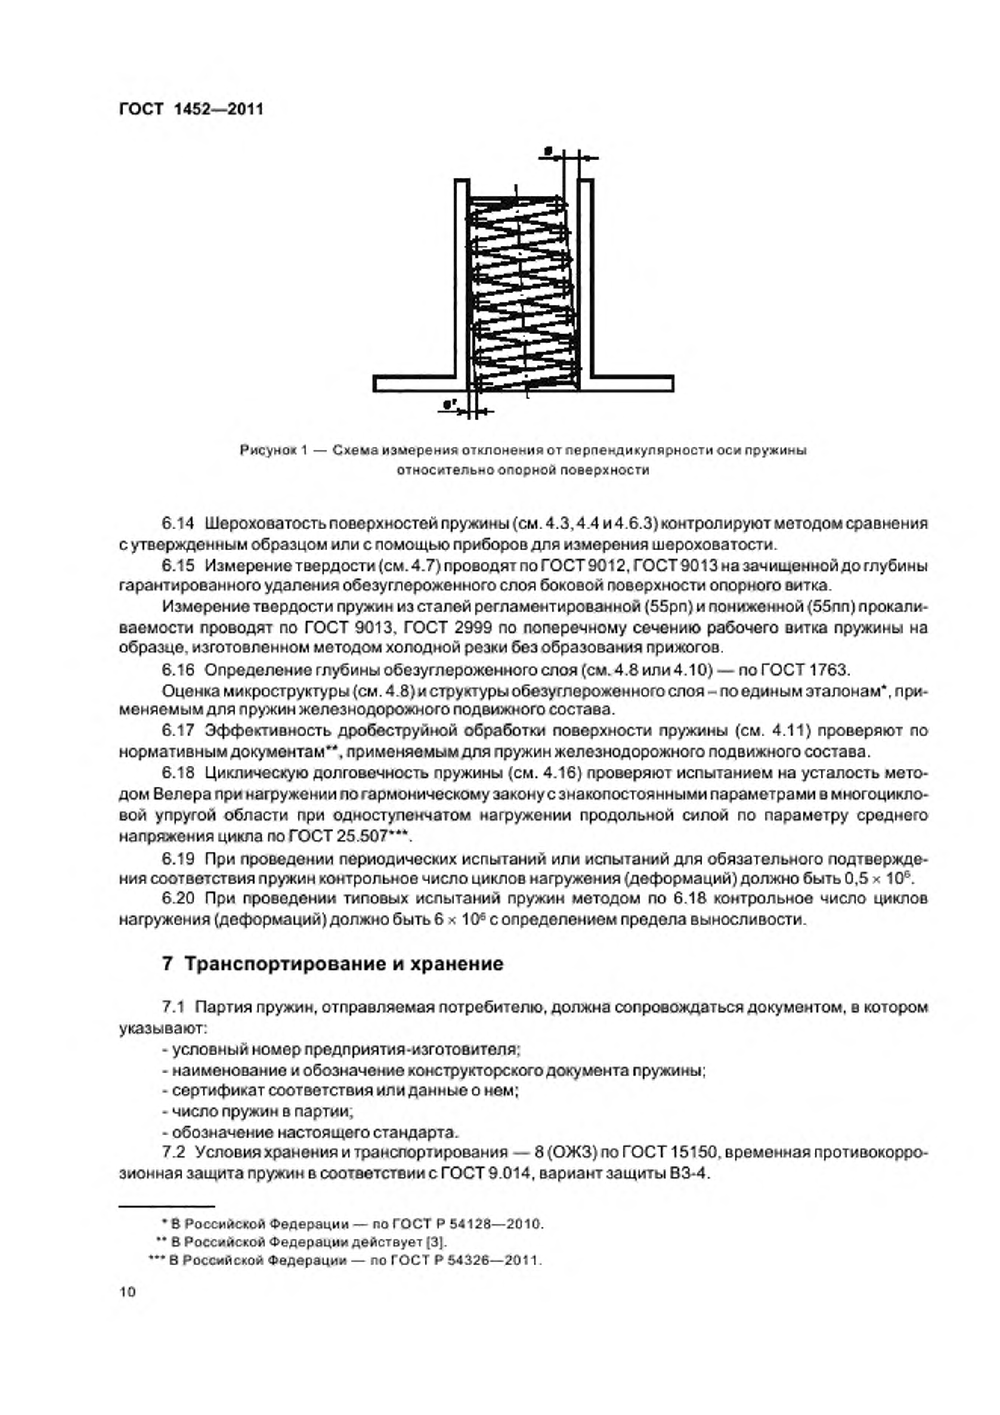 ГОСТ 1452—2011
Рисунок 1 — Схема измерения отклонения от перпендикулярности оси пружины
относительно опорной поверхности
6.14 Шероховатость поверхностей пружины (см. 4.3, 4.4 и 4.6.3) контролируют методом сравнения
с утвержденным образцом или с помощью приборов для измерения шероховатости.
6.15 Измерение твердости (см. 4.7) проводят по ГОСТ 9012, ГОСТ 9013 на зачищенной до глубины
гарантированного удаления обезуглероженного слоя боковой поверхности опорного витка.
Измерение твердости пружин из сталей регламентированной (55рп) и пониженной (55пп) прокали-
ваемости проводят по ГОСТ 9013, ГОСТ 2999 по поперечному сечению рабочего витка пружины на
образце, изготовленном методом холодной резки без образования прижогов.
6.16 Определение глубины обезуглероженного слоя (см. 4.8 или 4.10) — по ГОСТ 1763.
Оценка микроструктуры (см. 4.8) и структуры обезуглероженного слоя – по единым эталонам*, при-
меняемым для пружин железнодорожного подвижного состава.
6.17 Эффективность дробеструйной обработки поверхности пружины (см. 4.11) проверяют по
нормативным документам**, применяемым для пружин железнодорожного подвижного состава.
6.18 Циклическую долговечность пружины (см. 4.16) проверяют испытанием на усталость мето-
дом Велера при нагружении по гармоническому закону с знакопостоянными параметрами в многоцикло-
вой упругой области при одноступенчатом нагружении продольной силой по параметру среднего
напряжения цикла по ГОСТ 25.507***.
6.19 При проведении периодических испытаний или испытаний для обязательного подтвержде-
ния соответствия пружин контрольное число циклов нагружения (деформаций) должно быть 0,5 × 10⁶.
6.20 При проведении типовых испытаний пружин методом по 6.18 контрольное число циклов
нагружения (деформаций) должно быть 6 × 10⁶ с определением предела выносливости.
7 Транспортирование и хранение
7.1 Партия пружин, отправляемая потребителю, должна сопровождаться документом, в котором
указывают:
- условный номер предприятия-изготовителя;
- наименование и обозначение конструкторского документа пружины;
- сертификат соответствия или данные о нем;
- число пружин в партии;
- обозначение настоящего стандарта.
7.2 Условия хранения и транспортирования — 8 (ОЖ3) по ГОСТ 15150, временная противокорро-
зионная защита пружин в соответствии с ГОСТ 9.014, вариант защиты ВЗ-4.
* В Российской Федерации — по ГОСТ Р 54128—2010.
** В Российской Федерации действует [3].
*** В Российской Федерации — по ГОСТ Р 54326—2011.
10